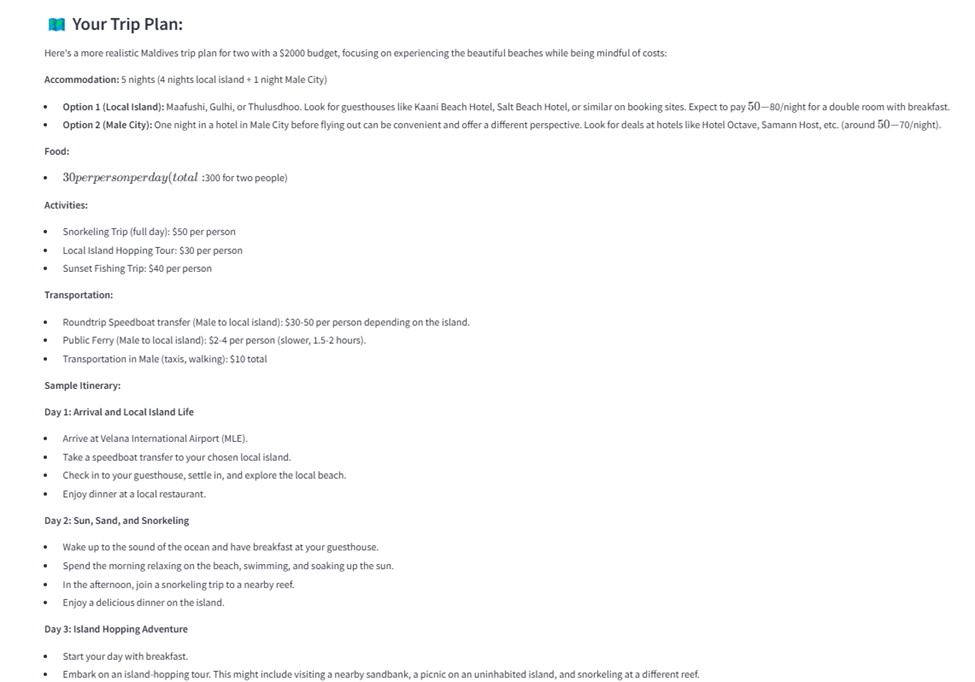 Your Trip Plan:
Here's a more realistic Maldives trip plan for two with a $2000 budget, focusing on experiencing the beautiful beaches while being mindful of costs:
Accommodation: 5 nights (4 nights local island + 1 night Male City)
• Option 1 (Local Island): Maafushi, Gulhi, or Thulusdhoo. Look for guesthouses like Kaani Beach Hotel, Salt Beach Hotel, or similar on booking sites. Expect to pay 50−80/night for a double room with breakfast.
• Option 2 (Male City): One night in a hotel in Male City before flying out can be convenient and offer a different perspective. Look for deals at hotels like Hotel Octave, Samann Host, etc. (around 50−70/night).
Food:
• 30perpersonperday(total :300 for two people)
Activities:
• Snorkeling Trip (full day): $50 per person
• Local Island Hopping Tour: $30 per person
• Sunset Fishing Trip: $40 per person
Transportation:
• Roundtrip Speedboat transfer (Male to local island): $30-50 per person depending on the island.
• Public Ferry (Male to local island): $2-4 per person (slower, 1.5-2 hours).
• Transportation in Male (taxis, walking): $10 total
Sample Itinerary:
Day 1: Arrival and Local Island Life
• Arrive at Velana International Airport (MLE).
• Take a speedboat transfer to your chosen local island.
• Check in to your guesthouse, settle in, and explore the local beach.
• Enjoy dinner at a local restaurant.
Day 2: Sun, Sand, and Snorkeling
• Wake up to the sound of the ocean and have breakfast at your guesthouse.
• Spend the morning relaxing on the beach, swimming, and soaking up the sun.
• In the afternoon, join a snorkeling trip to a nearby reef.
• Enjoy a delicious dinner on the island.
Day 3: Island Hopping Adventure
• Start your day with breakfast.
• Embark on an island-hopping tour. This might include visiting a nearby sandbank, a picnic on an uninhabited island, and snorkeling at a different reef.